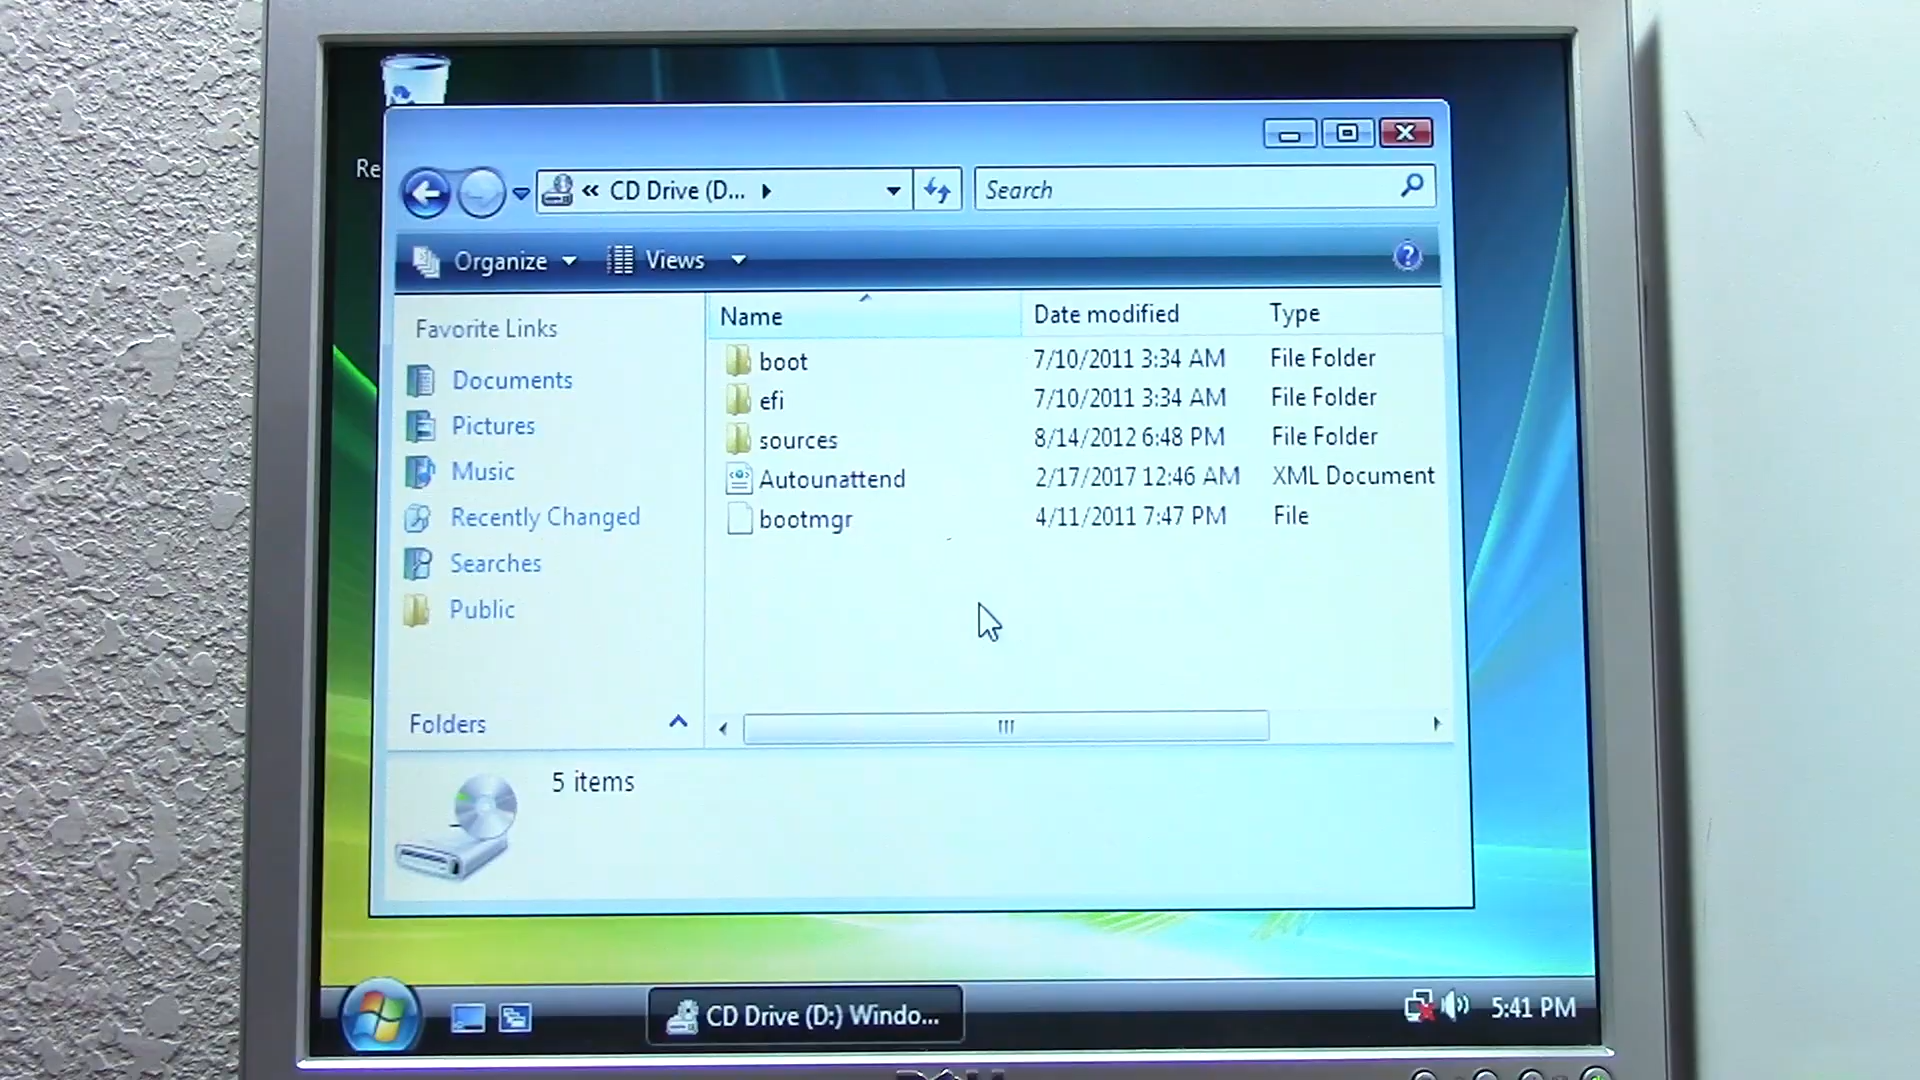 Re
« CD Drive (D...
Search
Organize
Views
Favorite Links
Documents
Pictures
Music
Recently Changed
Searches
Public
Folders
Name Date modified Type
boot 7/10/2011 3:34 AM File Folder
efi 7/10/2011 3:34 AM File Folder
sources 8/14/2012 6:48 PM File Folder
Autounattend 2/17/2017 12:46 AM XML Document
bootmgr 4/11/2011 7:47 PM File
5 items
CD Drive (D:) Windo...
5:41 PM